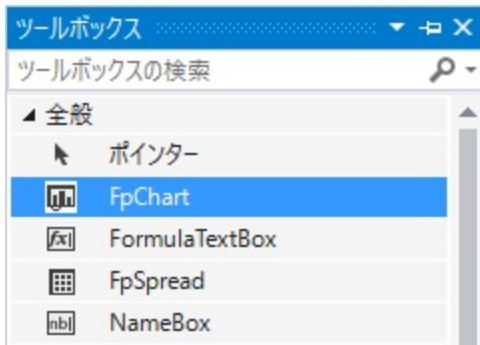 ツールボックス
ツールボックスの検索
全般
ポインター
FpChart
FormulaTextBox
FpSpread
NameBox